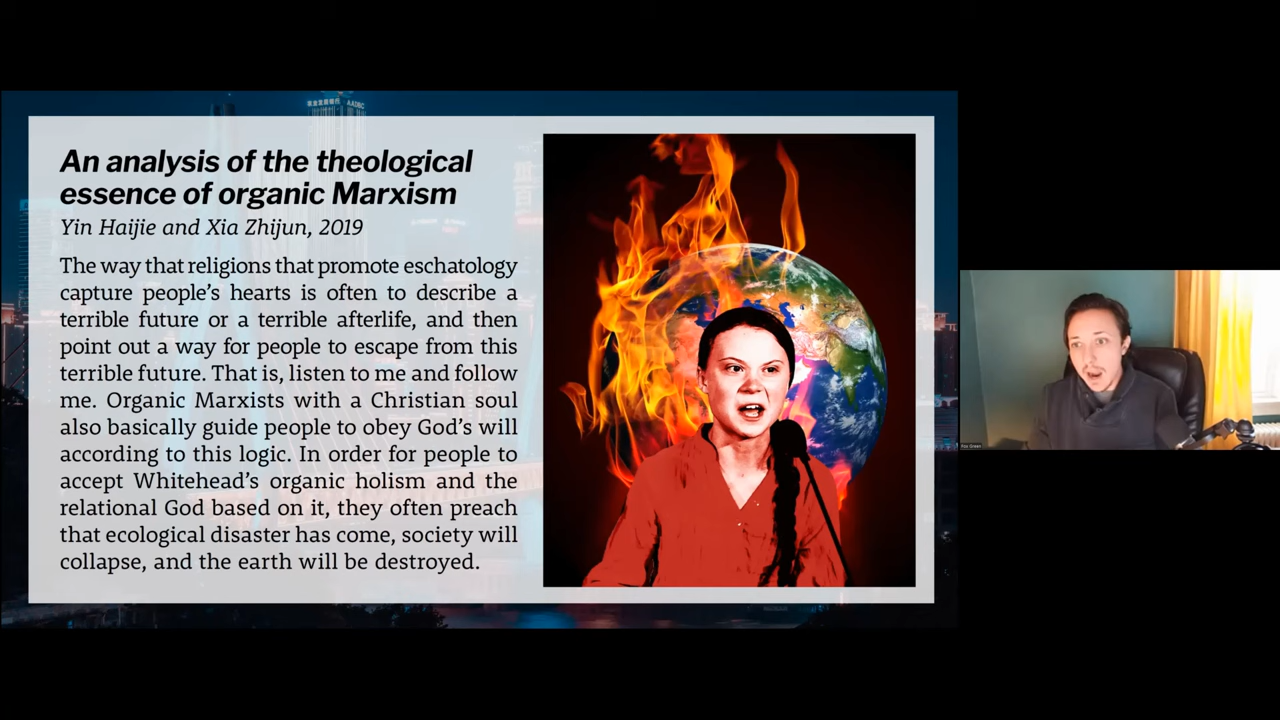 An analysis of the theological
essence of organic Marxism
Yin Haijie and Xia Zhijun, 2019
The way that religions that promote eschatology
capture people’s hearts is often to describe a
terrible future or a terrible afterlife, and then
point out a way for people to escape from this
terrible future. That is, listen to me and follow
me. Organic Marxists with a Christian soul
also basically guide people to obey God’s will
according to this logic. In order for people to
accept Whitehead’s organic holism and the
relational God based on it, they often preach
that ecological disaster has come, society will
collapse, and the earth will be destroyed.